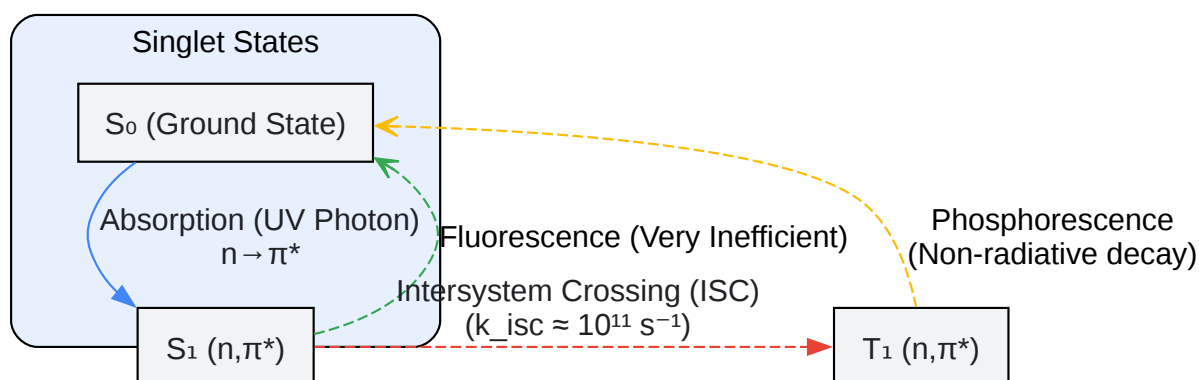 Singlet States
S₀ (Ground State)
Absorption (UV Photon)
n→π*
Fluorescence (Very Inefficient)
Phosphorescence
(Non-radiative decay)
Intersystem Crossing (ISC)
(k_isc ≈ 10¹¹ s⁻¹)
S₁ (n,π*)
T₁ (n,π*)